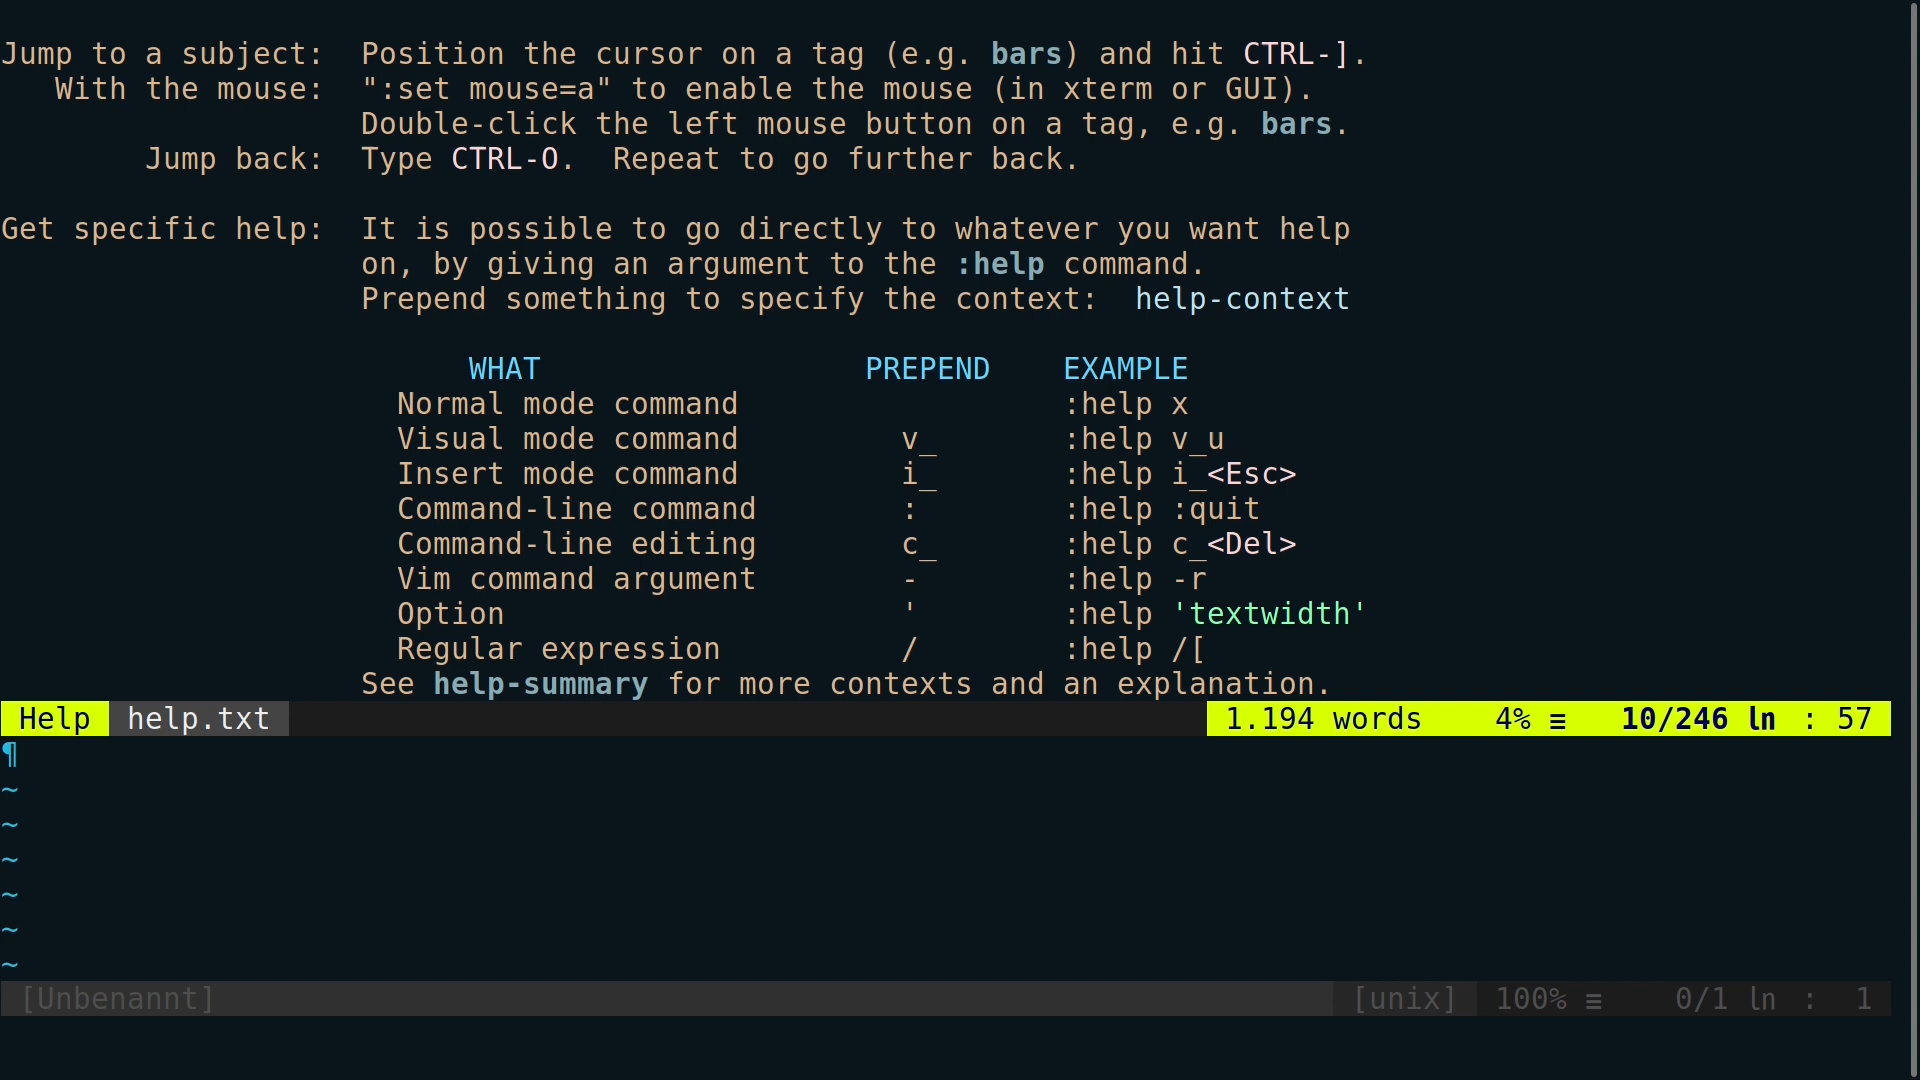 Jump to a subject:  Position the cursor on a tag (e.g. bars) and hit CTRL-].
   With the mouse:  ":set mouse=a" to enable the mouse (in xterm or GUI).
                    Double-click the left mouse button on a tag, e.g. bars.
        Jump back:  Type CTRL-O.  Repeat to go further back.

Get specific help:  It is possible to go directly to whatever you want help
                    on, by giving an argument to the :help command.
                    Prepend something to specify the context:  help-context

                          WHAT                  PREPEND    EXAMPLE
                      Normal mode command                  :help x
                      Visual mode command         v_       :help v_u
                      Insert mode command         i_       :help i_<Esc>
                      Command-line command        :        :help :quit
                      Command-line editing        c_       :help c_<Del>
                      Vim command argument        -        :help -r
                      Option                      '        :help 'textwidth'
                      Regular expression          /        :help /[
                    See help-summary for more contexts and an explanation.
 Help  help.txt    1.194 words    4% ≡   10/246 ln : 57
¶
~
~
~
~
~
~
 [Unbenannt]    [unix]  100% ≡    0/1 ln :  1